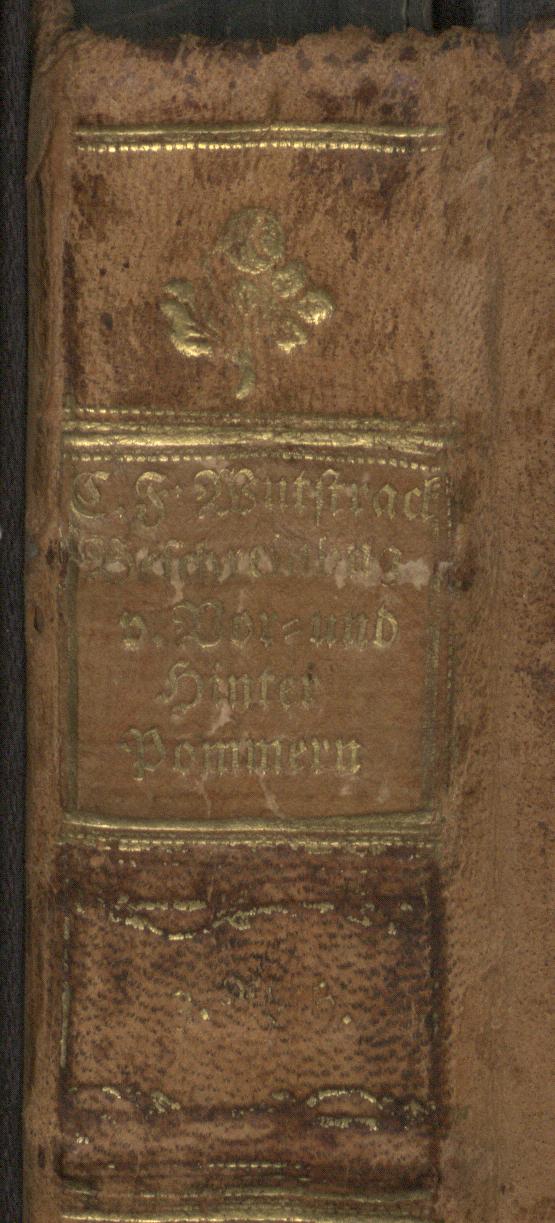 C. F. Wutstrack
Beschreibung
v. Vor- und
Hinter
Pommern